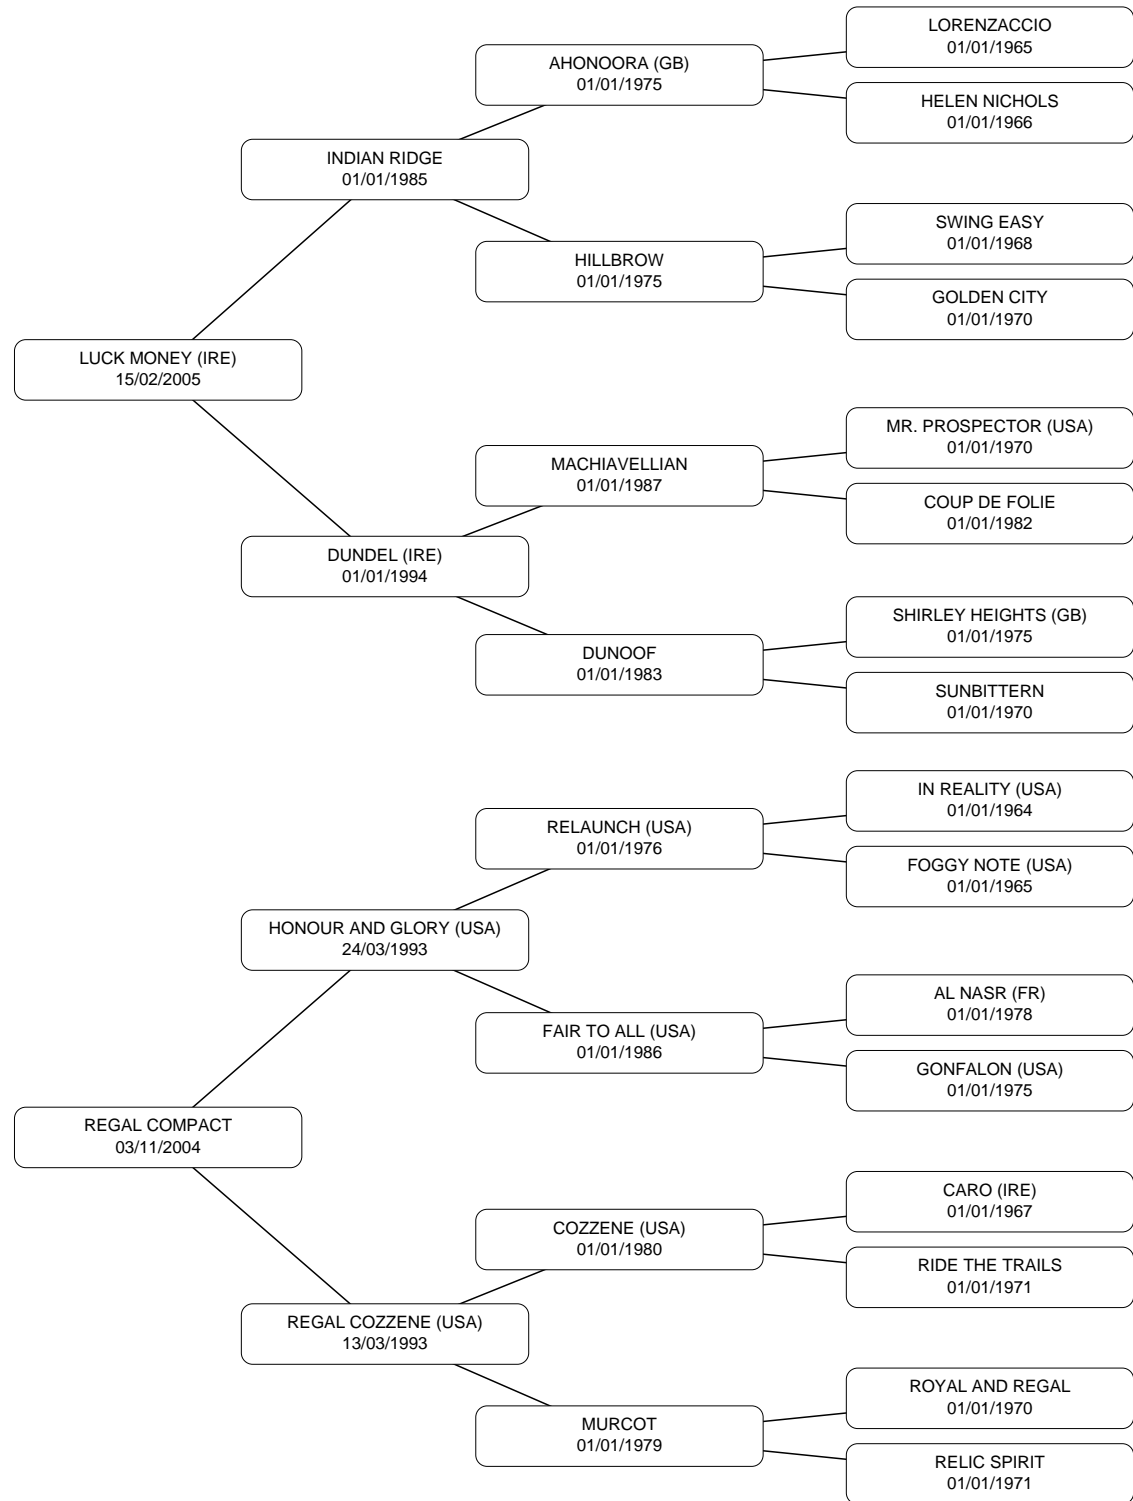 LORENZACCIO
01/01/1965
AHONOORA (GB)
01/01/1975
HELEN NICHOLS
01/01/1966
INDIAN RIDGE
01/01/1985
SWING EASY
01/01/1968
HILLBROW
01/01/1975
GOLDEN CITY
01/01/1970
LUCK MONEY (IRE)
15/02/2005
MR. PROSPECTOR (USA)
01/01/1970
MACHIAVELLIAN
01/01/1987
COUP DE FOLIE
01/01/1982
DUNDEL (IRE)
01/01/1994
SHIRLEY HEIGHTS (GB)
01/01/1975
DUNOOF
01/01/1983
SUNBITTERN
01/01/1970
IN REALITY (USA)
01/01/1964
RELAUNCH (USA)
01/01/1976
FOGGY NOTE (USA)
01/01/1965
HONOUR AND GLORY (USA)
24/03/1993
AL NASR (FR)
01/01/1978
FAIR TO ALL (USA)
01/01/1986
GONFALON (USA)
01/01/1975
REGAL COMPACT
03/11/2004
CARO (IRE)
01/01/1967
COZZENE (USA)
01/01/1980
RIDE THE TRAILS
01/01/1971
REGAL COZZENE (USA)
13/03/1993
ROYAL AND REGAL
01/01/1970
MURCOT
01/01/1979
RELIC SPIRIT
01/01/1971